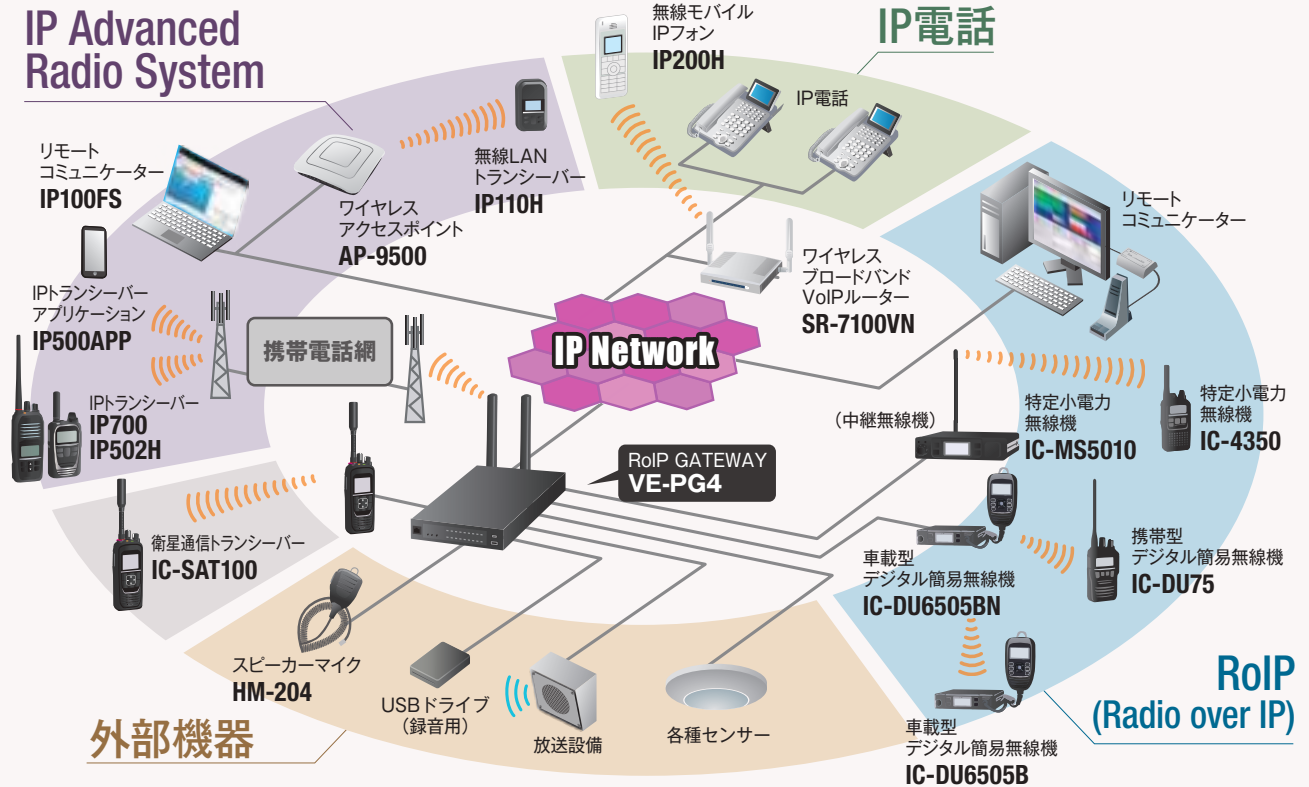 IP Advanced
Radio System
無線モバイル
IPフォン
IP200H
IP電話
IP電話
リモート
コミュニケーター
IP100FS
ワイヤレス
アクセスポイント
AP-9500
無線LAN
トランシーバー
IP110H
リモート
コミュニケーター
ワイヤレス
ブロードバンド
VoIPルーター
SR-7100VN
IPトランシーバー
アプリケーション
IP500APP
携帯電話網
IP Network
IPトランシーバー
IP700
IP502H
(中継無線機)
特定小電力
無線機
IC-MS5010
特定小電力
無線機
IC-4350
RoIP GATEWAY
VE-PG4
衛星通信トランシーバー
IC-SAT100
車載型
デジタル簡易無線機
IC-DU6505BN
携帯型
デジタル簡易無線機
IC-DU75
スピーカーマイク
HM-204
USBドライブ
(録音用)
放送設備
各種センサー
車載型
デジタル簡易無線機
IC-DU6505B
外部機器
RoIP
(Radio over IP)